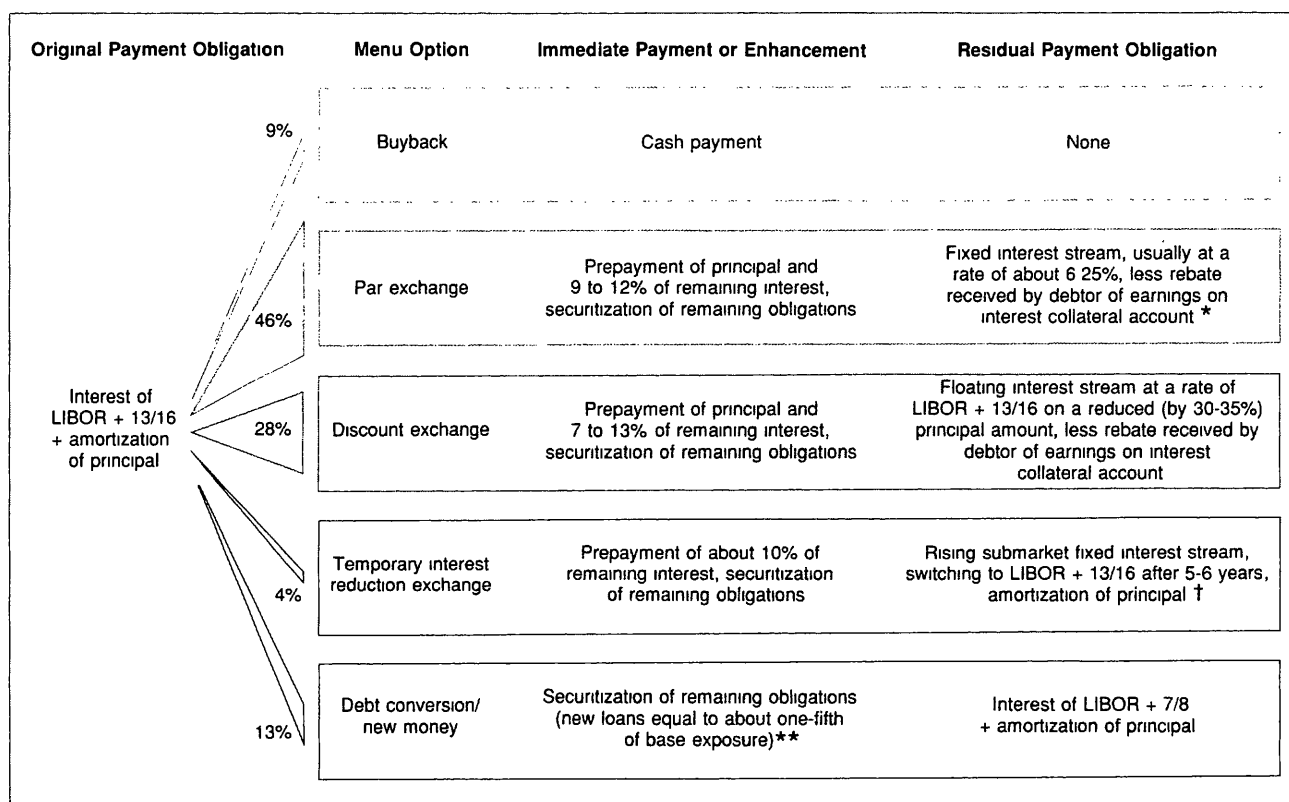 Original Payment Obligation Menu Option Immediate Payment or Enhancement Residual Payment Obligation
9%
Buyback
Cash payment
None
46%
Par exchange
Prepayment of principal and
9 to 12% of remaining interest,
securitization of remaining obligations
Fixed interest stream, usually at a
rate of about 6 25%, less rebate
received by debtor of earnings on
interest collateral account *
Interest of
LIBOR + 13/16
+ amortization
of principal
28%
Discount exchange
Prepayment of principal and
7 to 13% of remaining interest,
securitization of remaining obligations
Floating interest stream at a rate of
LIBOR + 13/16 on a reduced (by 30-35%)
principal amount, less rebate received by
debtor of earnings on interest
collateral account
4%
Temporary interest
reduction exchange
Prepayment of about 10% of
remaining interest, securitization
of remaining obligations
Rising submarket fixed interest stream,
switching to LIBOR + 13/16 after 5-6 years,
amortization of principal †
13%
Debt conversion/
new money
Securitization of remaining obligations
(new loans equal to about one-fifth
of base exposure)**
Interest of LIBOR + 7/8
+ amortization of principal